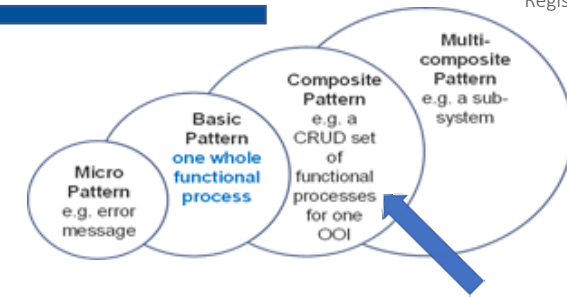 Regis
Micro
Pattern
e.g. error
message
Basic
Pattern
one whole
functional
process
Composite
Pattern
e.g. a
CRUD set
of
functional
processes
for one
OOI
Multi-
composite
Pattern
e.g. a sub-
system